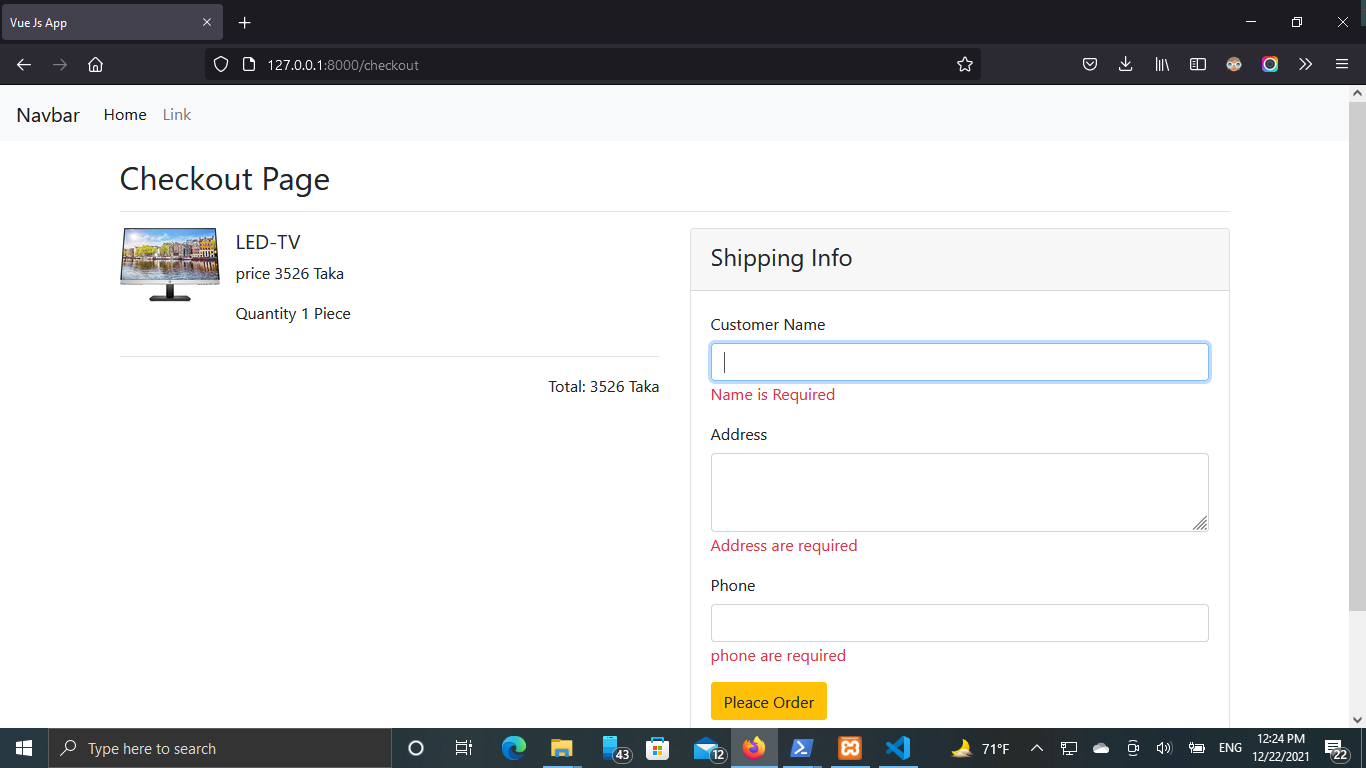 Vue Js App
127.0.0.1:8000/checkout
Navbar Home Link
Checkout Page
LED-TV
price 3526 Taka
Quantity 1 Piece
Total: 3526 Taka
Shipping Info
Customer Name
Name is Required
Address
Address are required
Phone
phone are required
Pleace Order
Type here to search
43
12
71°F
ENG
12:24 PM
12/22/2021
22